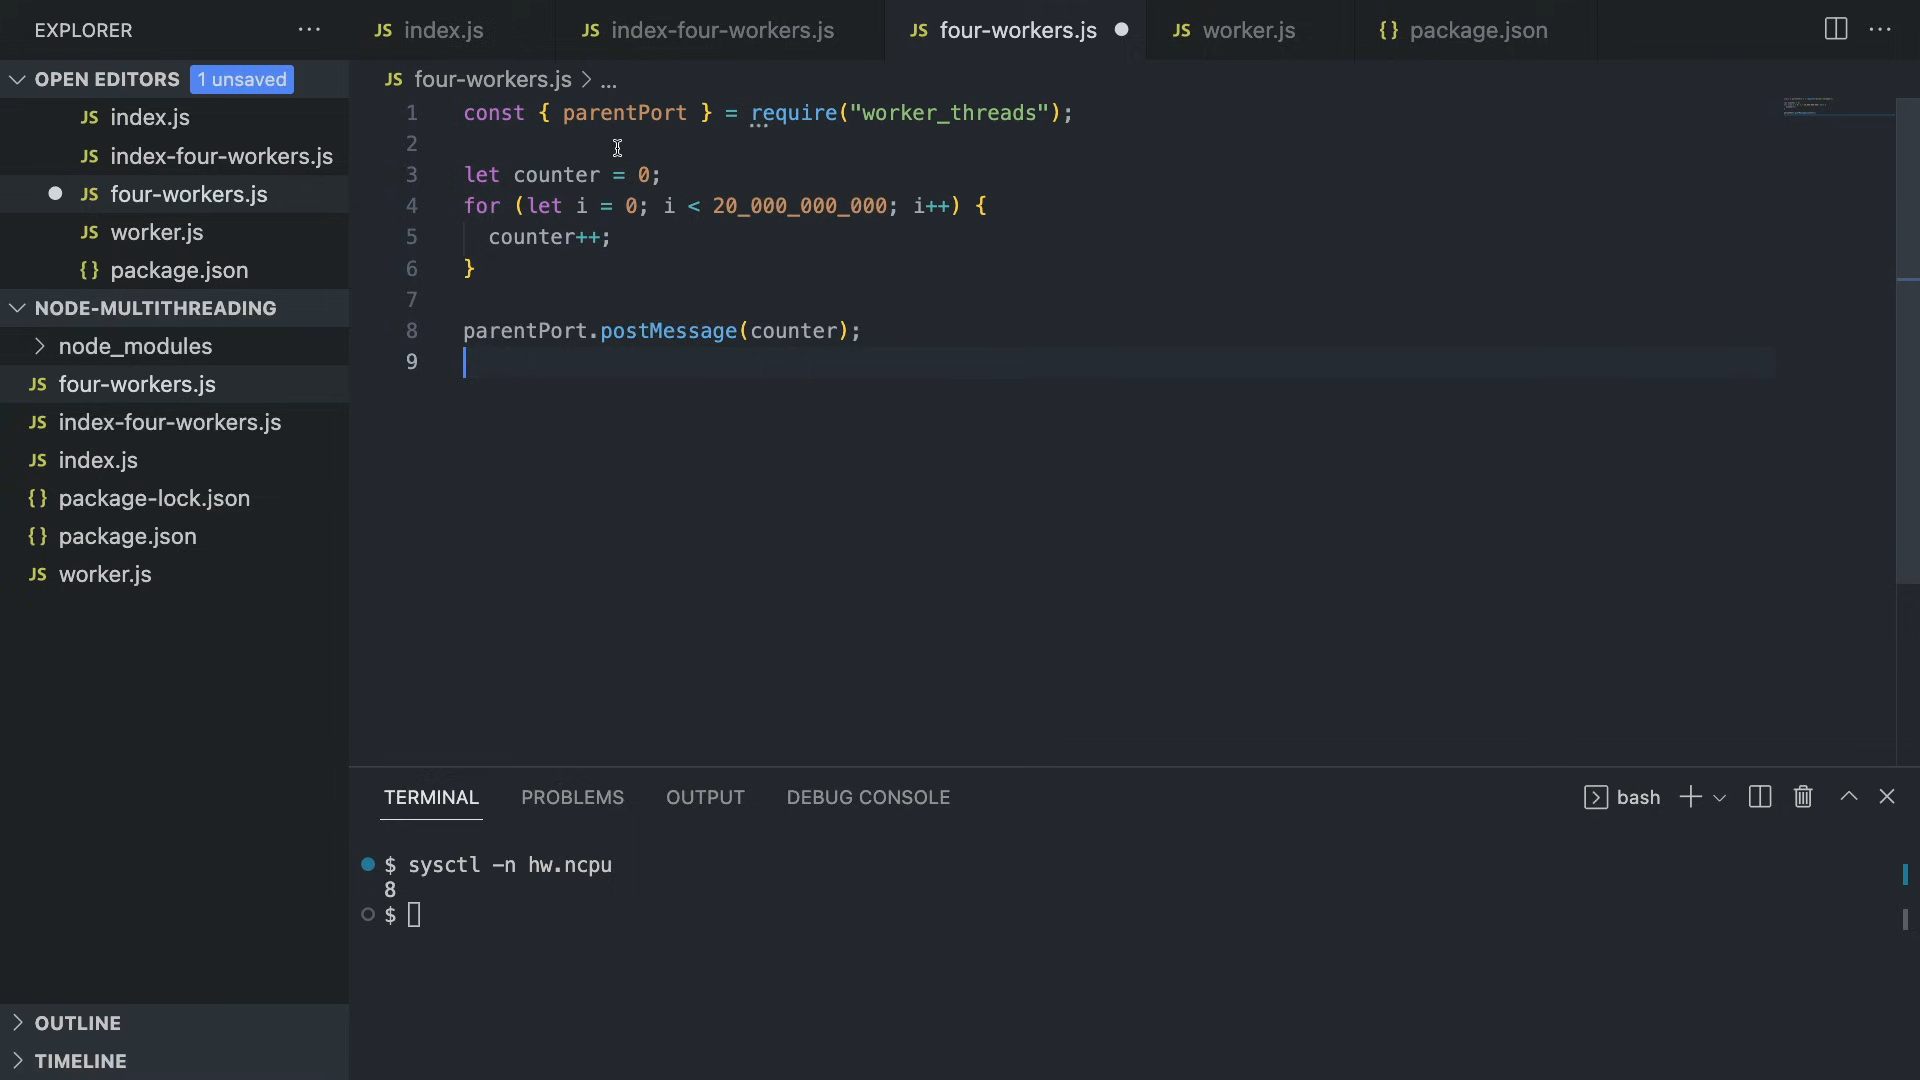 EXPLORER
OPEN EDITORS 1 unsaved
JS index.js
JS index-four-workers.js
JS four-workers.js
JS worker.js
{} package.json
NODE-MULTITHREADING
node_modules
JS four-workers.js
JS index-four-workers.js
JS index.js
{} package-lock.json
{} package.json
JS worker.js
OUTLINE
TIMELINE
JS index.js JS index-four-workers.js JS four-workers.js JS worker.js {} package.json
JS four-workers.js > ...
1 const { parentPort } = require("worker_threads");
2
3 let counter = 0;
4 for (let i = 0; i < 20_000_000_000; i++) {
5 counter++;
6 }
7
8 parentPort.postMessage(counter);
9
TERMINAL PROBLEMS OUTPUT DEBUG CONSOLE bash
$ sysctl -n hw.ncpu
8
$